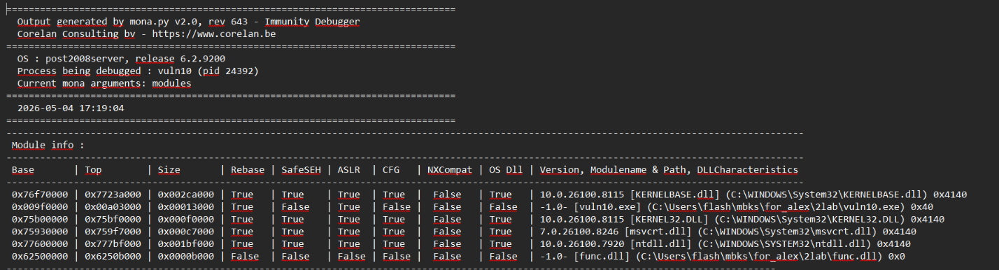 ================================================================================
Output generated by mona.py v2.0, rev 643 - Immunity Debugger
Corelan Consulting bv - https://www.corelan.be
================================================================================
OS : post2008server, release 6.2.9200
Process being debugged : vuln10 (pid 24392)
Current mona arguments: modules
================================================================================
2026-05-04 17:19:04
================================================================================
-----------------------------------------------------------------------------------------------------------------------------------------------
Module info :
-----------------------------------------------------------------------------------------------------------------------------------------------
Base | Top | Size | Rebase | SafeSEH | ASLR | CFG | NXCompat | OS Dll | Version, Modulename & Path, DLLCharacteristics
-----------------------------------------------------------------------------------------------------------------------------------------------
0x76f70000 | 0x7723a000 | 0x002ca000 | True | True | True | True | False | True | 10.0.26100.8115 [KERNELBASE.dll] (C:\WINDOWS\System32\KERNELBASE.dll) 0x4140
0x009f0000 | 0x00a03000 | 0x00013000 | True | False | True | False | False | False | -1.0- [vuln10.exe] (C:\Users\flash\mbks\for_alex\2lab\vuln10.exe) 0x40
0x75b00000 | 0x75bf0000 | 0x000f0000 | True | True | True | True | False | True | 10.0.26100.8115 [KERNEL32.DLL] (C:\WINDOWS\System32\KERNEL32.DLL) 0x4140
0x75930000 | 0x759f7000 | 0x000c7000 | True | True | True | True | False | True | 7.0.26100.8246 [msvcrt.dll] (C:\WINDOWS\System32\msvcrt.dll) 0x4140
0x77600000 | 0x777bf000 | 0x001bf000 | True | True | True | True | False | True | 10.0.26100.7920 [ntdll.dll] (C:\WINDOWS\SYSTEM32\ntdll.dll) 0x4140
0x62500000 | 0x6250b000 | 0x0000b000 | False | False | False | False | False | False | -1.0- [func.dll] (C:\Users\flash\mbks\for_alex\2lab\func.dll) 0x0
-----------------------------------------------------------------------------------------------------------------------------------------------